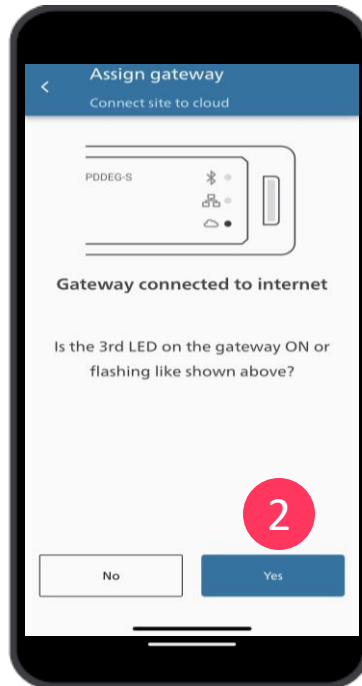 Assign gateway
Connect site to cloud
PDDEG-S
Gateway connected to internet
Is the 3rd LED on the gateway ON or
flashing like shown above?
2
No
Yes